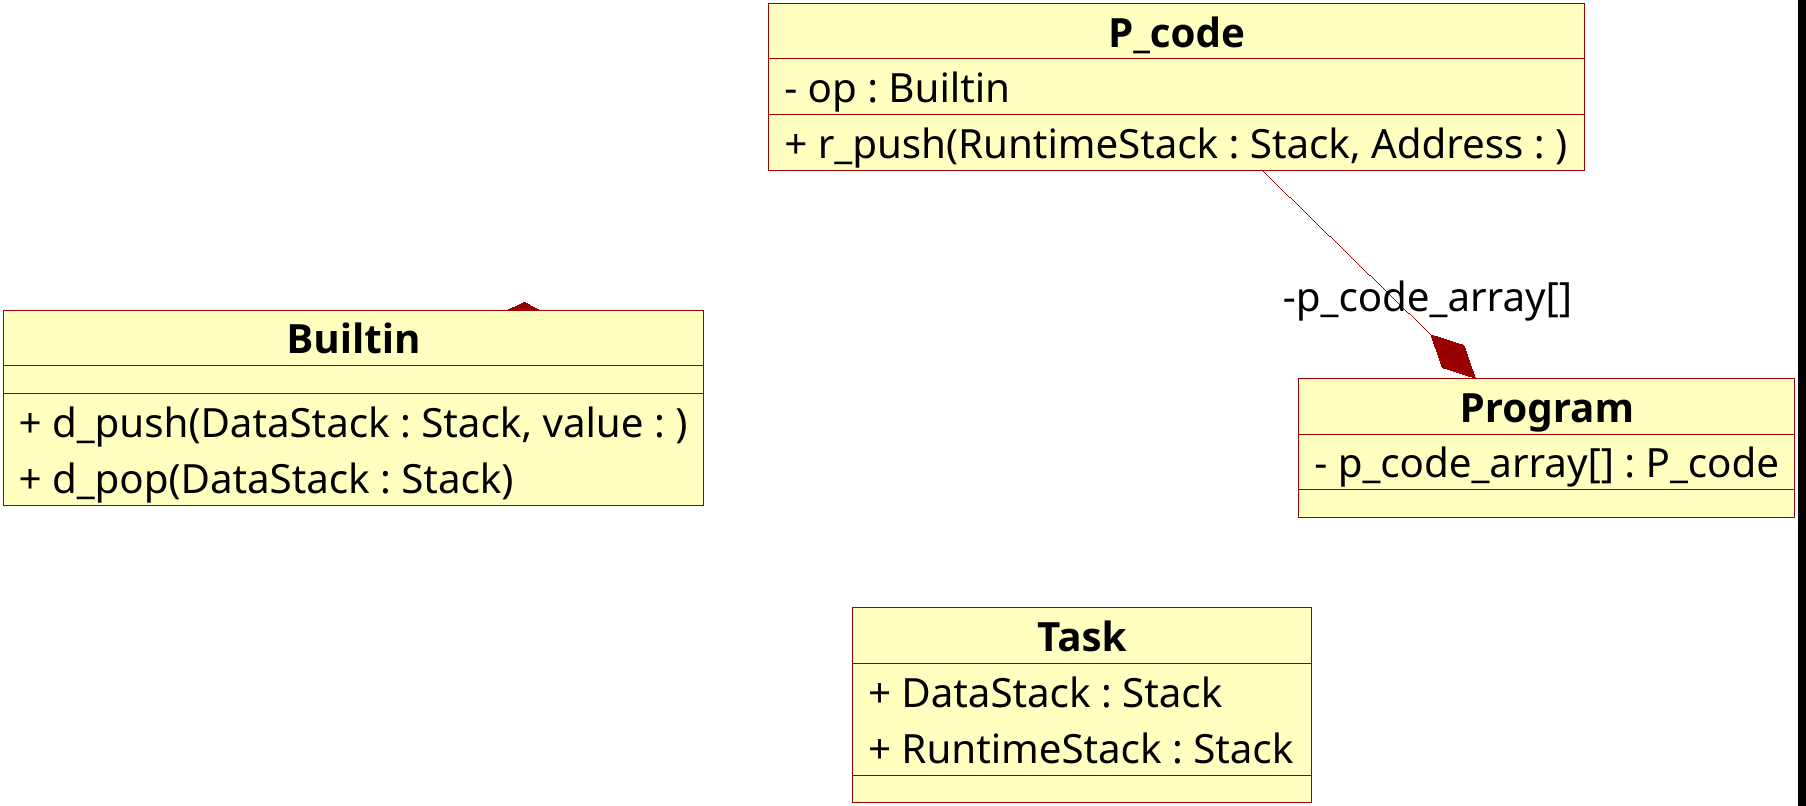 P_code
- op : Builtin
+ r_push(RuntimeStack : Stack, Address : )
-p_code_array[]
Builtin
+ d_push(DataStack : Stack, value : )
+ d_pop(DataStack : Stack)
Program
- p_code_array[] : P_code
Task
+ DataStack : Stack
+ RuntimeStack : Stack